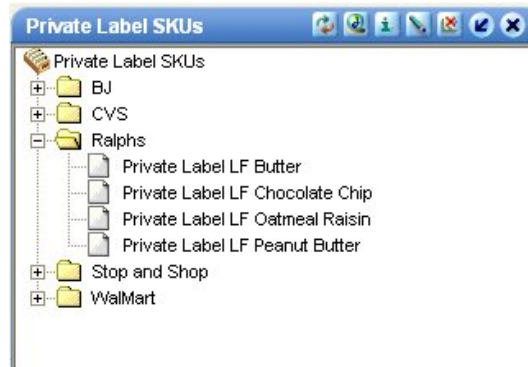 Private Label SKUs
Private Label SKUs
BJ
CVS
Ralphs
Private Label LF Butter
Private Label LF Chocolate Chip
Private Label LF Oatmeal Raisin
Private Label LF Peanut Butter
Stop and Shop
WalMart